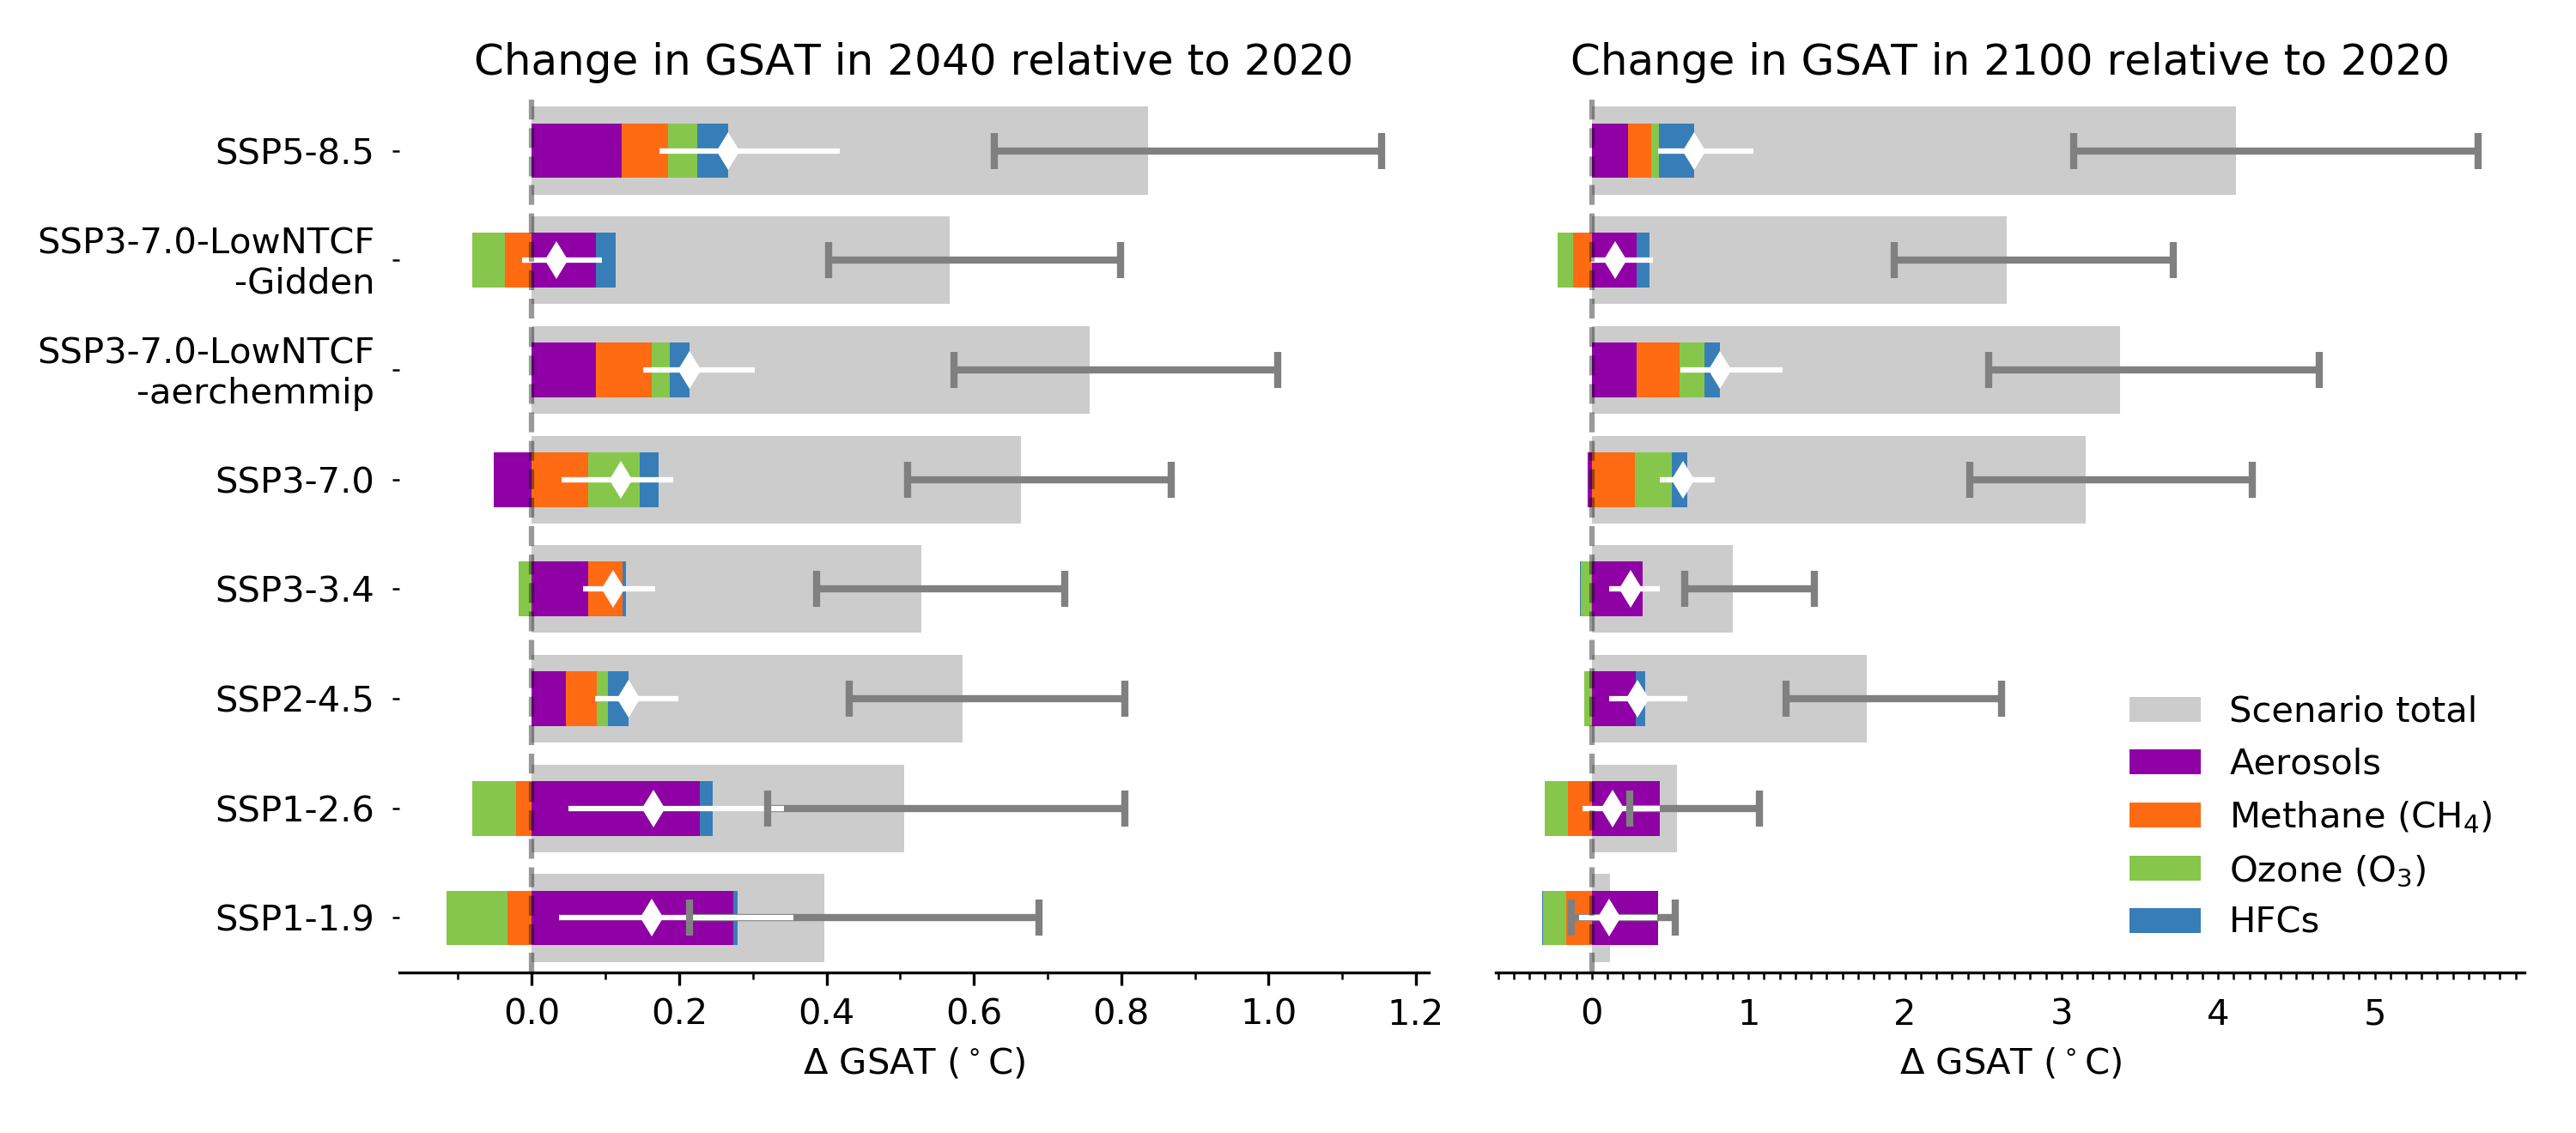 Change in GSAT in 2040 relative to 2020
SSP5-8.5
SSP3-7.0-LowNTCF
-Gidden
SSP3-7.0-LowNTCF
-aerchemmip
SSP3-7.0
SSP3-3.4
SSP2-4.5
SSP1-2.6
SSP1-1.9
0.0 0.2 0.4 0.6 0.8 1.0 1.2
Δ GSAT (°C)
Change in GSAT in 2100 relative to 2020
Scenario total
Aerosols
Methane (CH₄)
Ozone (O₃)
HFCs
0 1 2 3 4 5
Δ GSAT (°C)